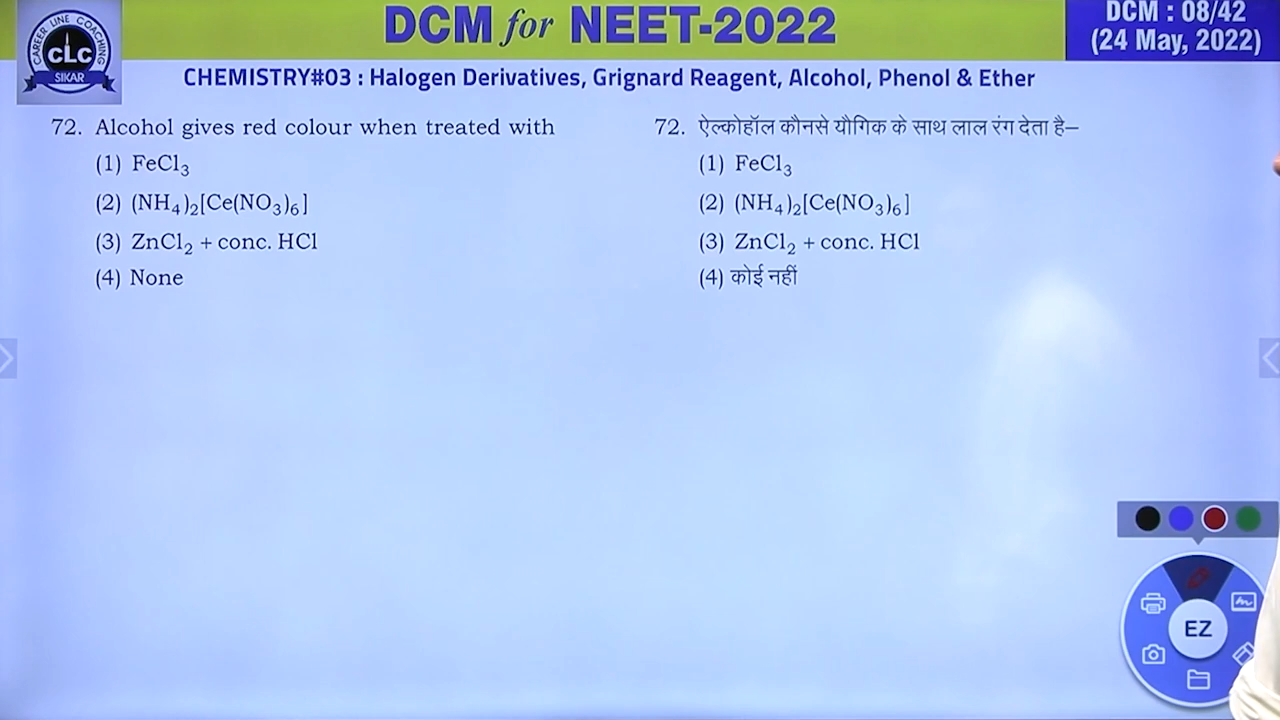 CAREER LINE COACHING
CLC
SIKAR
DCM for NEET-2022
DCM : 08/42
(24 May, 2022)
CHEMISTRY#03 : Halogen Derivatives, Grignard Reagent, Alcohol, Phenol & Ether
72. Alcohol gives red colour when treated with
(1) FeCl₃
(2) (NH₄)₂[Ce(NO₃)₆]
(3) ZnCl₂ + conc. HCl
(4) None
72. ऐल्कोहॉल कौनसे यौगिक के साथ लाल रंग देता है–
(1) FeCl₃
(2) (NH₄)₂[Ce(NO₃)₆]
(3) ZnCl₂ + conc. HCl
(4) कोई नहीं
EZ